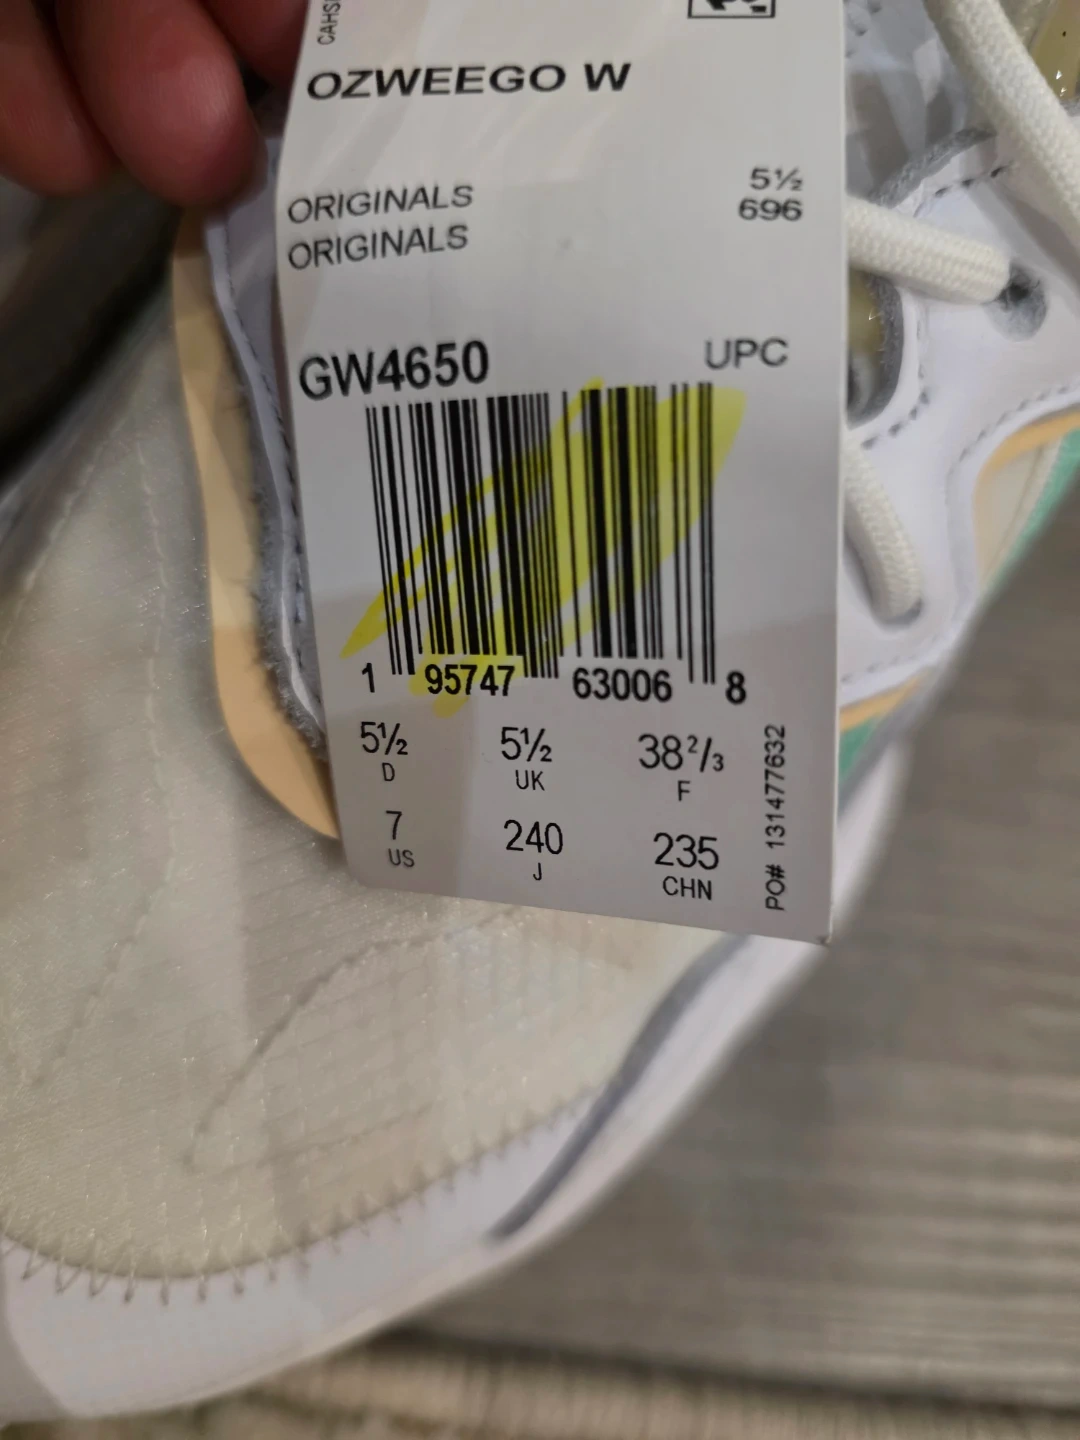 OZWEEGO W
ORIGINALS 5½
ORIGINALS 696
GW4650 UPC
1 95747 63006 8
5½ 5½ 38²/₃
D UK F
7 240 235
US J CHN
PO# 131477632